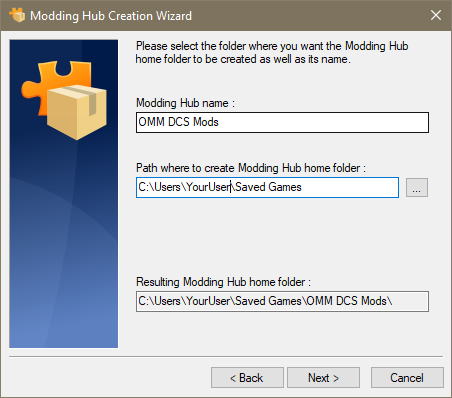 Modding Hub Creation Wizard
Please select the folder where you want the Modding Hub
home folder to be created as well as its name.
Modding Hub name :
OMM DCS Mods
Path where to create Modding Hub home folder :
C:\Users\YourUser\Saved Games
...
Resulting Modding Hub home folder :
C:\Users\YourUser\Saved Games\OMM DCS Mods\
< Back
Next >
Cancel